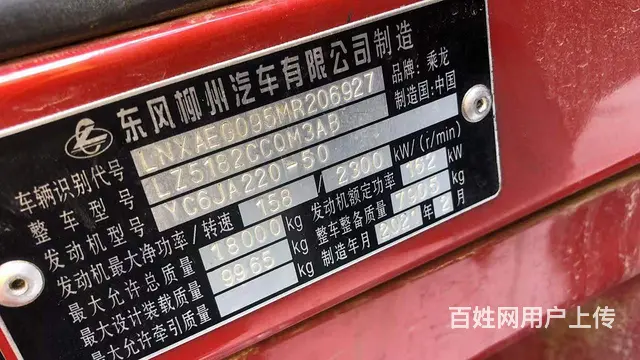 东风柳州汽车有限公司制造
品牌:乘龙
车辆识别代号 LNXAEG095MR206927 制造国:中国
整车型号 LZ5182CCQM3AB
发动机型号 YC6JA220-50
发动机最大净功率/转速 158 / 2300 kW/(r/min)
最大允许总质量 18000 kg 发动机额定功率 162 kW
最大设计装载质量 9965 kg 整车整备质量 7905 kg
最大允许牵引质量 kg 制造年月 2021年2月
百姓网用户上传